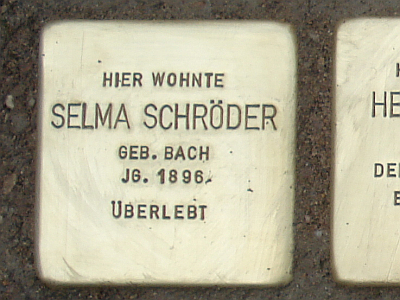 HIER WOHNTE
SELMA SCHRÖDER
GEB. BACH
JG. 1896
ÜBERLEBT